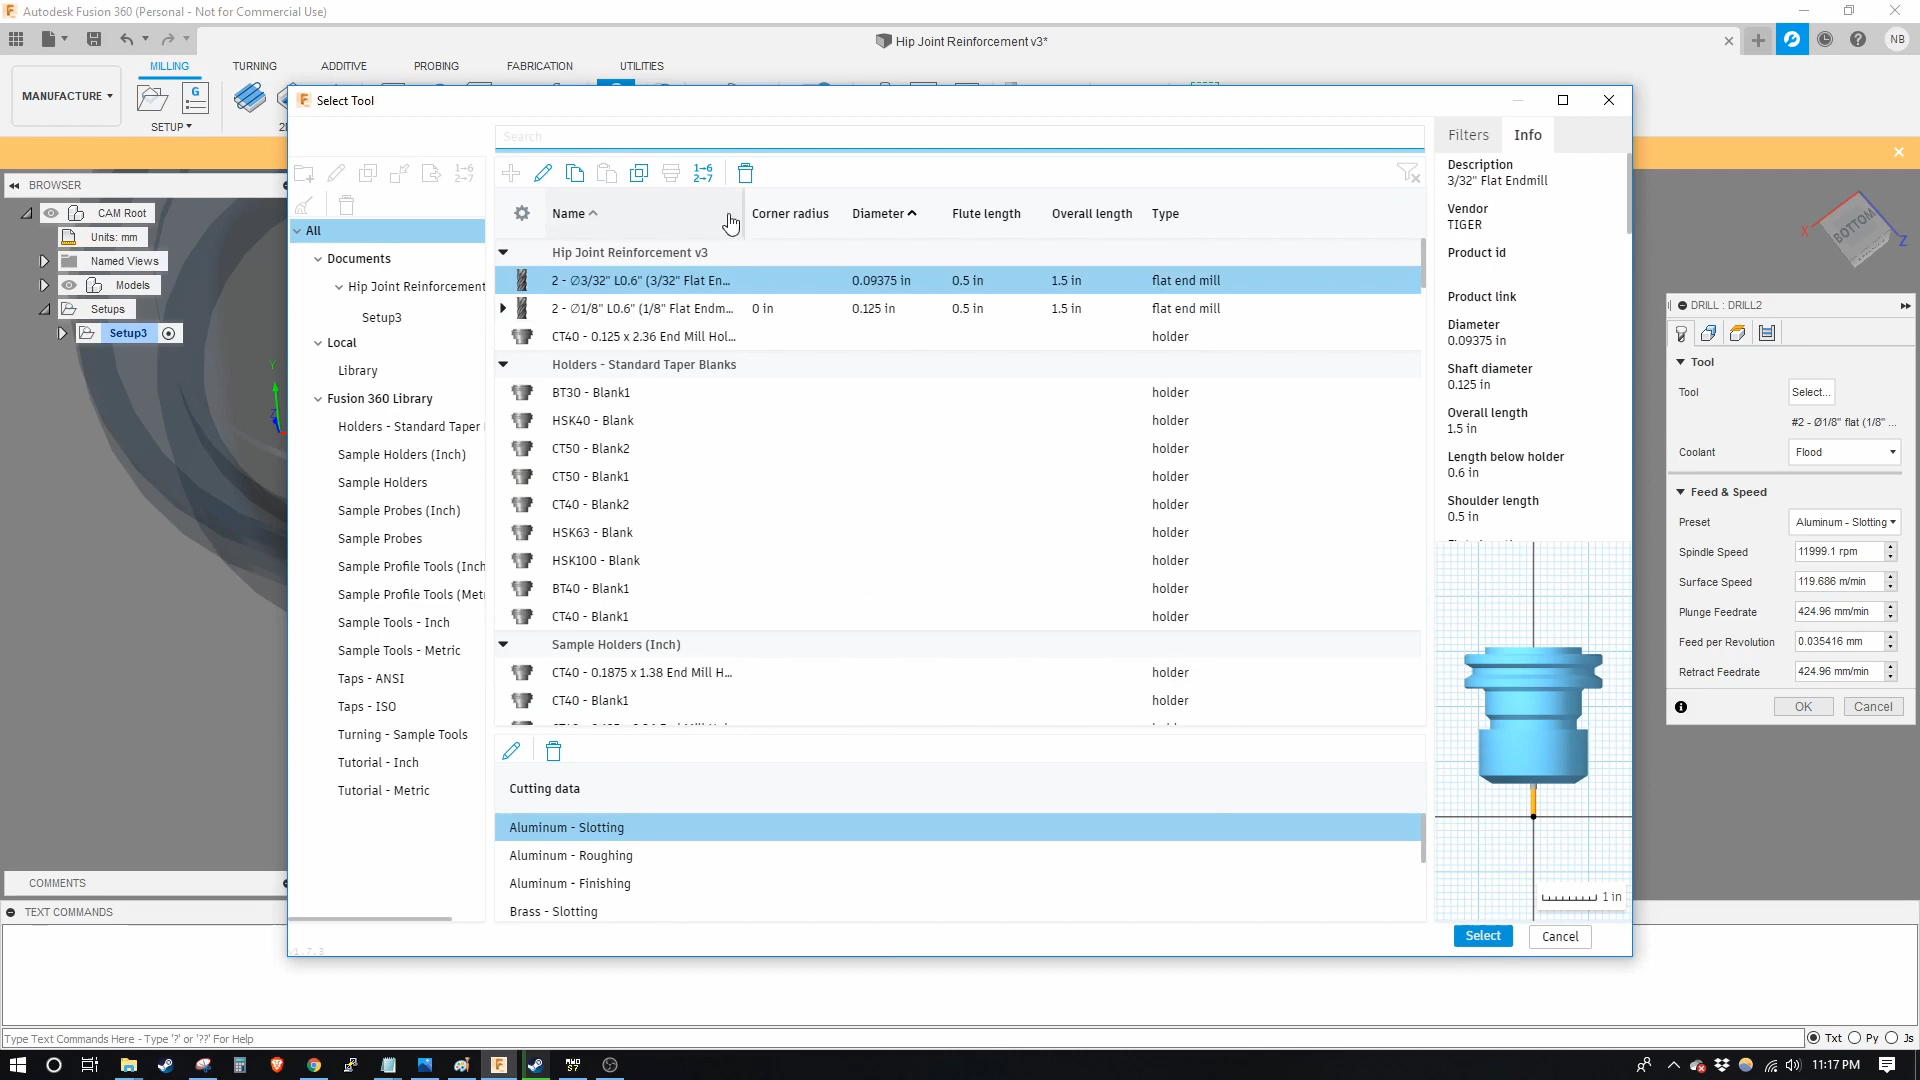 Autodesk Fusion 360 (Personal - Not for Commercial Use)
Hip Joint Reinforcement v3*
NB
MILLING
TURNING
ADDITIVE
PROBING
FABRICATION
UTILITIES
MANUFACTURE
SETUP
2
Select Tool
Search
Filters
Info
BROWSER
CAM Root
Units: mm
Named Views
Models
Setups
Setup3
All
Documents
Hip Joint Reinforcement
Setup3
Local
Library
Fusion 360 Library
Holders - Standard Taper
Sample Holders (Inch)
Sample Holders
Sample Probes (Inch)
Sample Probes
Sample Profile Tools (Inch
Sample Profile Tools (Met
Sample Tools - Inch
Sample Tools - Metric
Taps - ANSI
Taps - ISO
Turning - Sample Tools
Tutorial - Inch
Tutorial - Metric
v1.7.3
Name
Corner radius
Diameter
Flute length
Overall length
Type
Hip Joint Reinforcement v3
2 - Ø3/32" L0.6" (3/32" Flat En... 0.09375 in 0.5 in 1.5 in flat end mill
2 - Ø1/8" L0.6" (1/8" Flat Endm... 0 in 0.125 in 0.5 in 1.5 in flat end mill
CT40 - 0.125 x 2.36 End Mill Hol... holder
Holders - Standard Taper Blanks
BT30 - Blank1 holder
HSK40 - Blank holder
CT50 - Blank2 holder
CT50 - Blank1 holder
CT40 - Blank2 holder
HSK63 - Blank holder
HSK100 - Blank holder
BT40 - Blank1 holder
CT40 - Blank1 holder
Sample Holders (Inch)
CT40 - 0.1875 x 1.38 End Mill H... holder
CT40 - Blank1 holder
Cutting data
Aluminum - Slotting
Aluminum - Roughing
Aluminum - Finishing
Brass - Slotting
Description
3/32" Flat Endmill
Vendor
TIGER
Product id
Product link
Diameter
0.09375 in
Shaft diameter
0.125 in
Overall length
1.5 in
Length below holder
0.6 in
Shoulder length
0.5 in
1 in
Select
Cancel
BOTTOM
X
Z
Y
Z
DRILL : DRILL2
Tool
Tool
Select...
#2 - Ø1/8" flat (1/8" ...
Coolant
Flood
Feed & Speed
Preset
Aluminum - Slotting
Spindle Speed
11999.1 rpm
Surface Speed
119.686 m/min
Plunge Feedrate
424.96 mm/min
Feed per Revolution
0.035416 mm
Retract Feedrate
424.96 mm/min
OK
Cancel
COMMENTS
TEXT COMMANDS
Type Text Commands Here - Type '?' or '??' For Help
Txt
Py
Js
11:17 PM